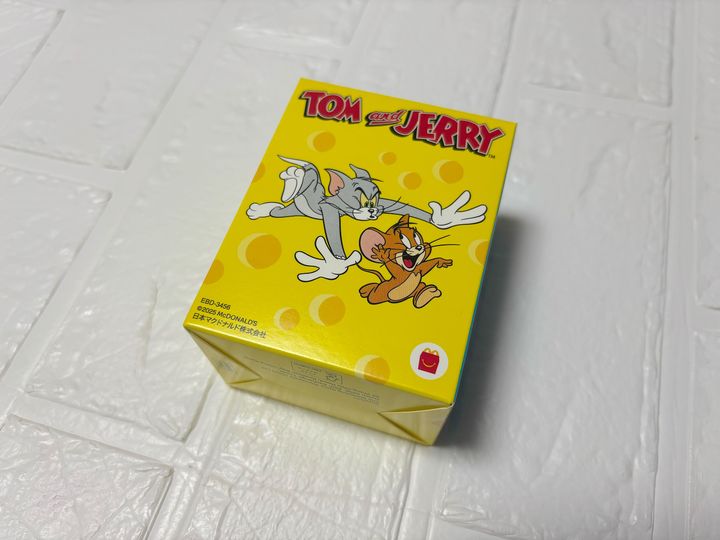 TOM and JERRY
TM
EBD-3456
©2025 McDONALD'S
日本マクドナルド株式会社